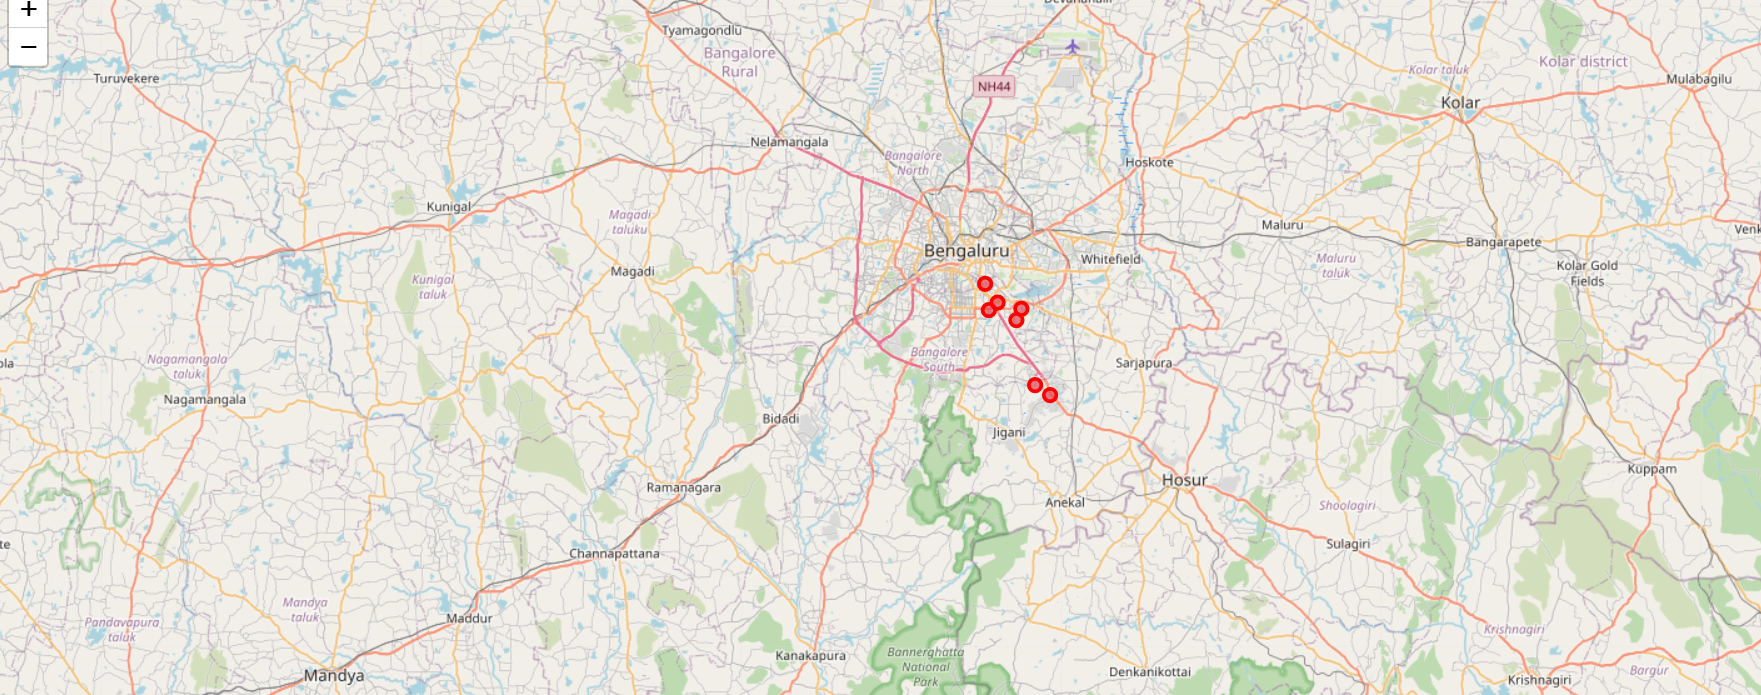 +
−
Tyamagondlu
Bangalore
Rural
Turuvekere
NH44
Kolar taluk
Kolar district
Mulabagilu
Kolar
Nelamangala
Bangalore
North
Hoskote
Kunigal
Magadi
taluku
Maluru
Bengaluru
Whitefield
Bangarapete
Venk
Magadi
Kunigal
taluk
Maluru
taluk
Kolar Gold
Fields
Nagamangala
taluk
Bangalore
South
Sarjapura
Nagamangala
Bidadi
Jigani
Ramanagara
Hosur
Kuppam
Anekal
Shoolagiri
Channapattana
Sulagiri
Mandya
taluk
Pandavapura
taluk
Maddur
Krishnagiri
Kanakapura
Bannerghatta
National
Park
Mandya
Denkanikottai
Krishnagiri
Bargur